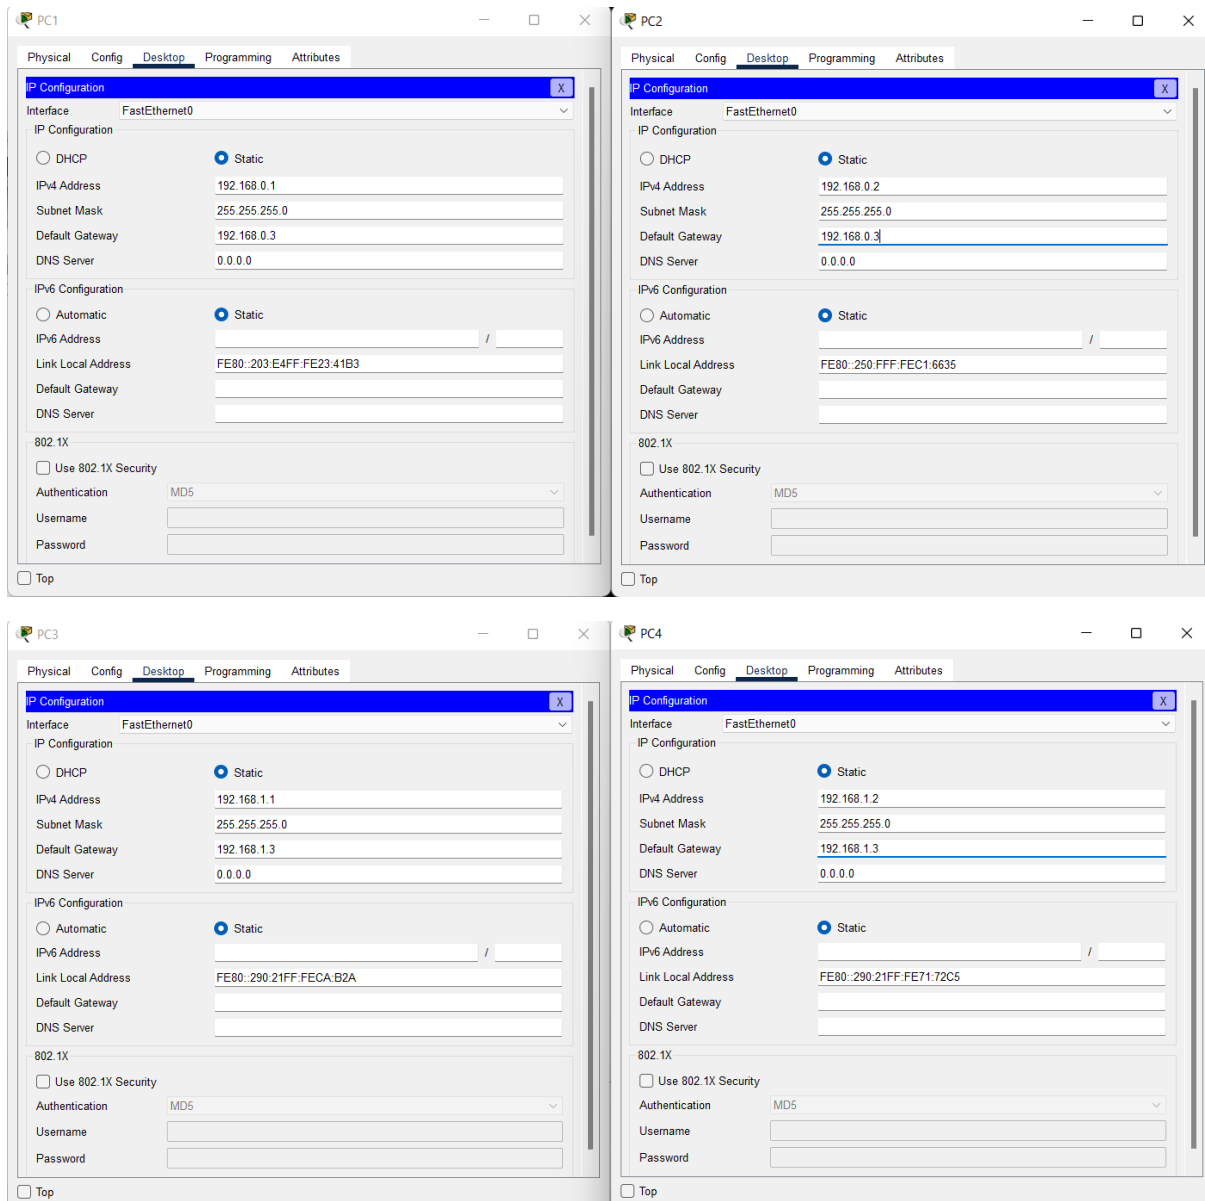 PC1
Physical Config Desktop Programming Attributes
IP Configuration X
Interface FastEthernet0
IP Configuration
DHCP Static
IPv4 Address 192.168.0.1
Subnet Mask 255.255.255.0
Default Gateway 192.168.0.3
DNS Server 0.0.0.0
IPv6 Configuration
Automatic Static
IPv6 Address /
Link Local Address FE80::203:E4FF:FE23:41B3
Default Gateway
DNS Server
802.1X
Use 802.1X Security
Authentication MD5
Username
Password
Top
PC2
Physical Config Desktop Programming Attributes
IP Configuration X
Interface FastEthernet0
IP Configuration
DHCP Static
IPv4 Address 192.168.0.2
Subnet Mask 255.255.255.0
Default Gateway 192.168.0.3
DNS Server 0.0.0.0
IPv6 Configuration
Automatic Static
IPv6 Address /
Link Local Address FE80::250:FFF:FEC1:6635
Default Gateway
DNS Server
802.1X
Use 802.1X Security
Authentication MD5
Username
Password
Top
PC3
Physical Config Desktop Programming Attributes
IP Configuration X
Interface FastEthernet0
IP Configuration
DHCP Static
IPv4 Address 192.168.1.1
Subnet Mask 255.255.255.0
Default Gateway 192.168.1.3
DNS Server 0.0.0.0
IPv6 Configuration
Automatic Static
IPv6 Address /
Link Local Address FE80::290:21FF:FECA:B2A
Default Gateway
DNS Server
802.1X
Use 802.1X Security
Authentication MD5
Username
Password
Top
PC4
Physical Config Desktop Programming Attributes
IP Configuration X
Interface FastEthernet0
IP Configuration
DHCP Static
IPv4 Address 192.168.1.2
Subnet Mask 255.255.255.0
Default Gateway 192.168.1.3
DNS Server 0.0.0.0
IPv6 Configuration
Automatic Static
IPv6 Address /
Link Local Address FE80::290:21FF:FE71:72C5
Default Gateway
DNS Server
802.1X
Use 802.1X Security
Authentication MD5
Username
Password
Top